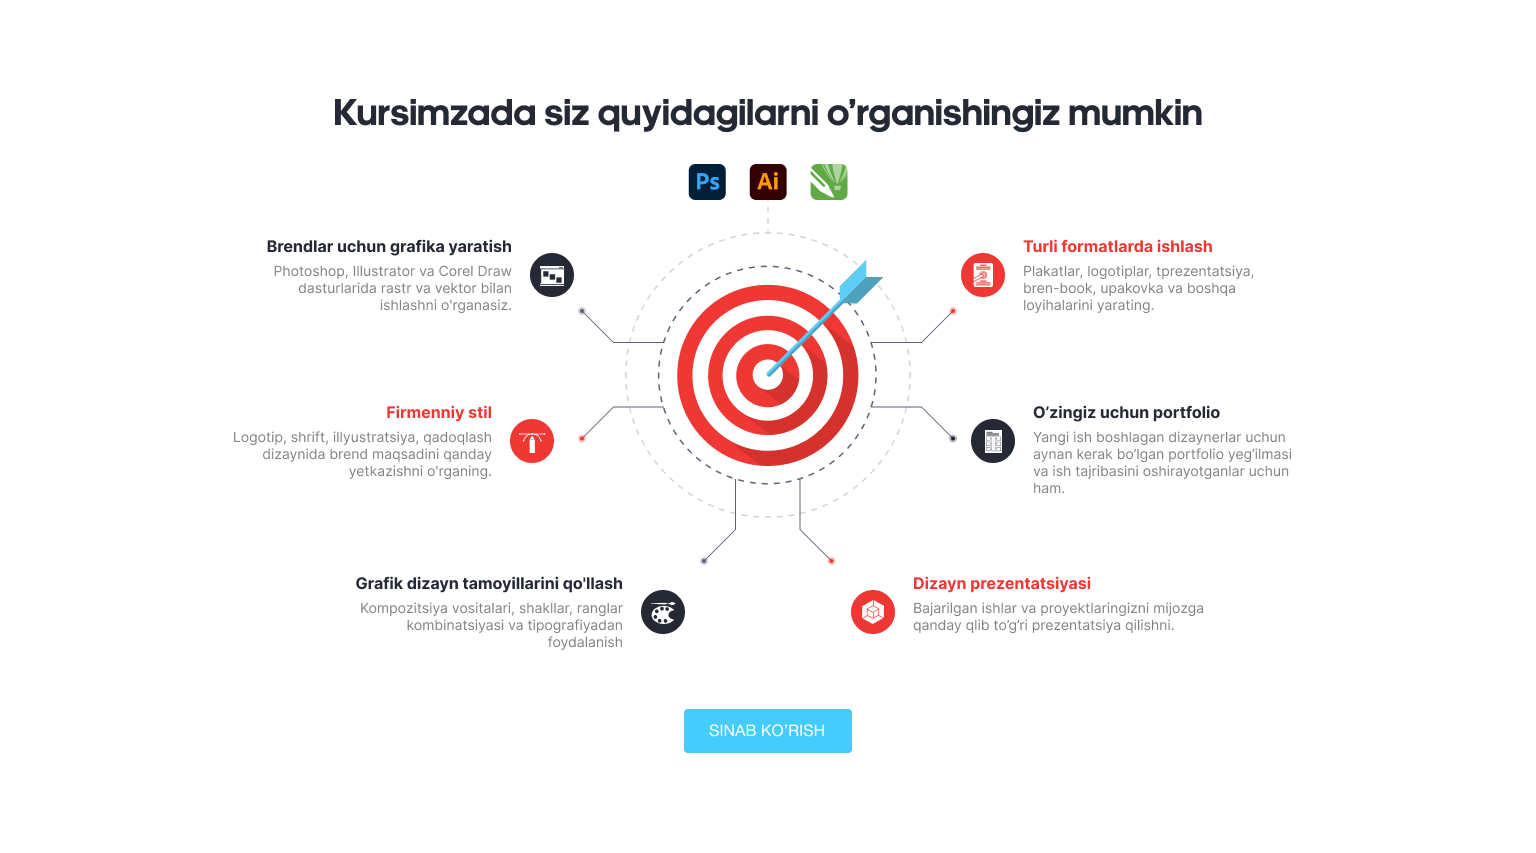 Kursimzada siz quyidagilarni o’rganishingiz mumkin
Ps
Ai
Brendlar uchun grafika yaratish
Photoshop, Illustrator va Corel Draw
dasturlarida rastr va vektor bilan
ishlashni o'rganasiz.
Turli formatlarda ishlash
Plakatlar, logotiplar, tprezentatsiya,
bren-book, upakovka va boshqa
loyihalarini yarating.
Firmenniy stil
Logotip, shrift, illyustratsiya, qadoqlash
dizaynida brend maqsadini qanday
yetkazishni o'rganing.
O’zingiz uchun portfolio
Yangi ish boshlagan dizaynerlar uchun
aynan kerak bo’lgan portfolio yeg’ilmasi
va ish tajribasini oshirayotganlar uchun
ham.
Grafik dizayn tamoyillarini qo'llash
Kompozitsiya vositalari, shakllar, ranglar
kombinatsiyasi va tipografiyadan
foydalanish
Dizayn prezentatsiyasi
Bajarilgan ishlar va proyektlaringizni mijozga
qanday qlib to’g’ri prezentatsiya qilishni.
SINAB KO’RISH